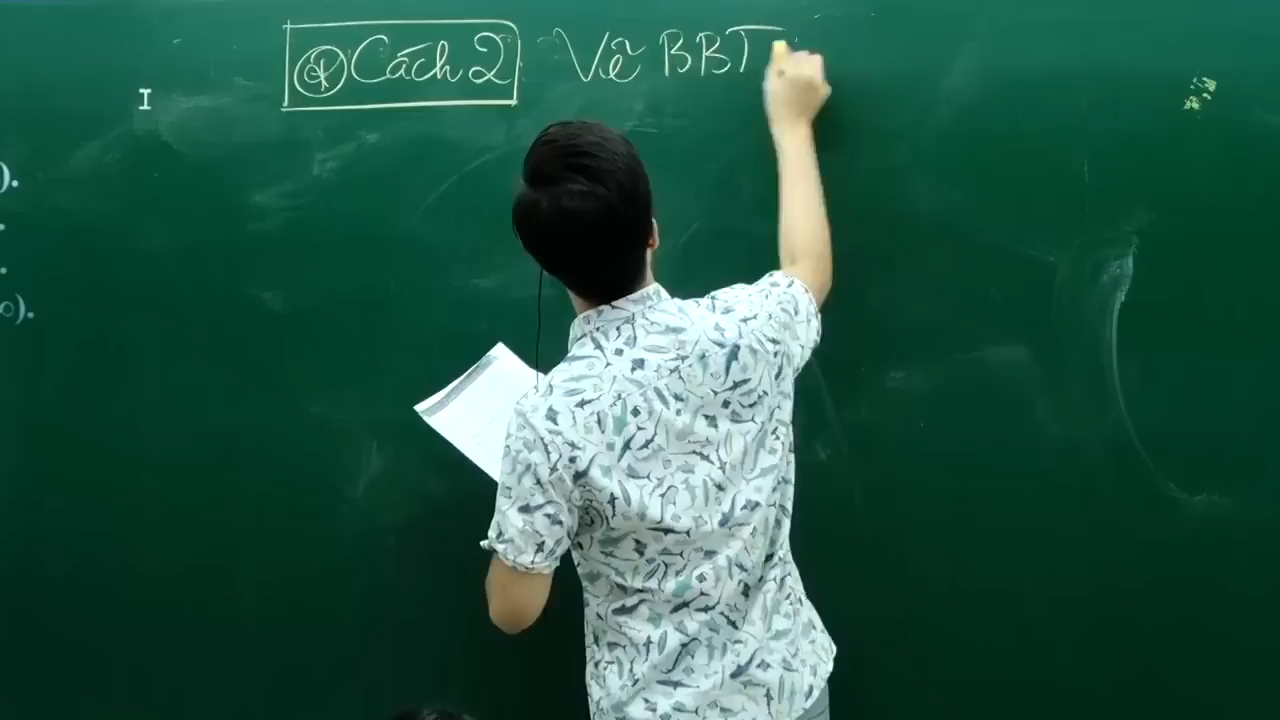 Cách 2 Vẽ BBT
).
.
.
∞).